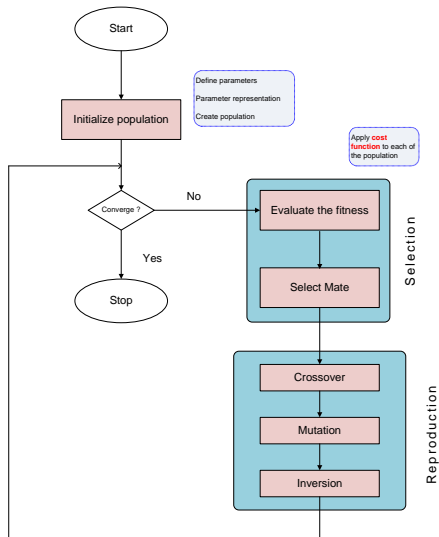 Start
Define parameters
Parameter representation
Create population
Initialize population
Apply cost
function to each of
the population
Converge ?
No
Yes
Stop
Evaluate the fitness
Select Mate
Selection
Crossover
Mutation
Inversion
Reproduction